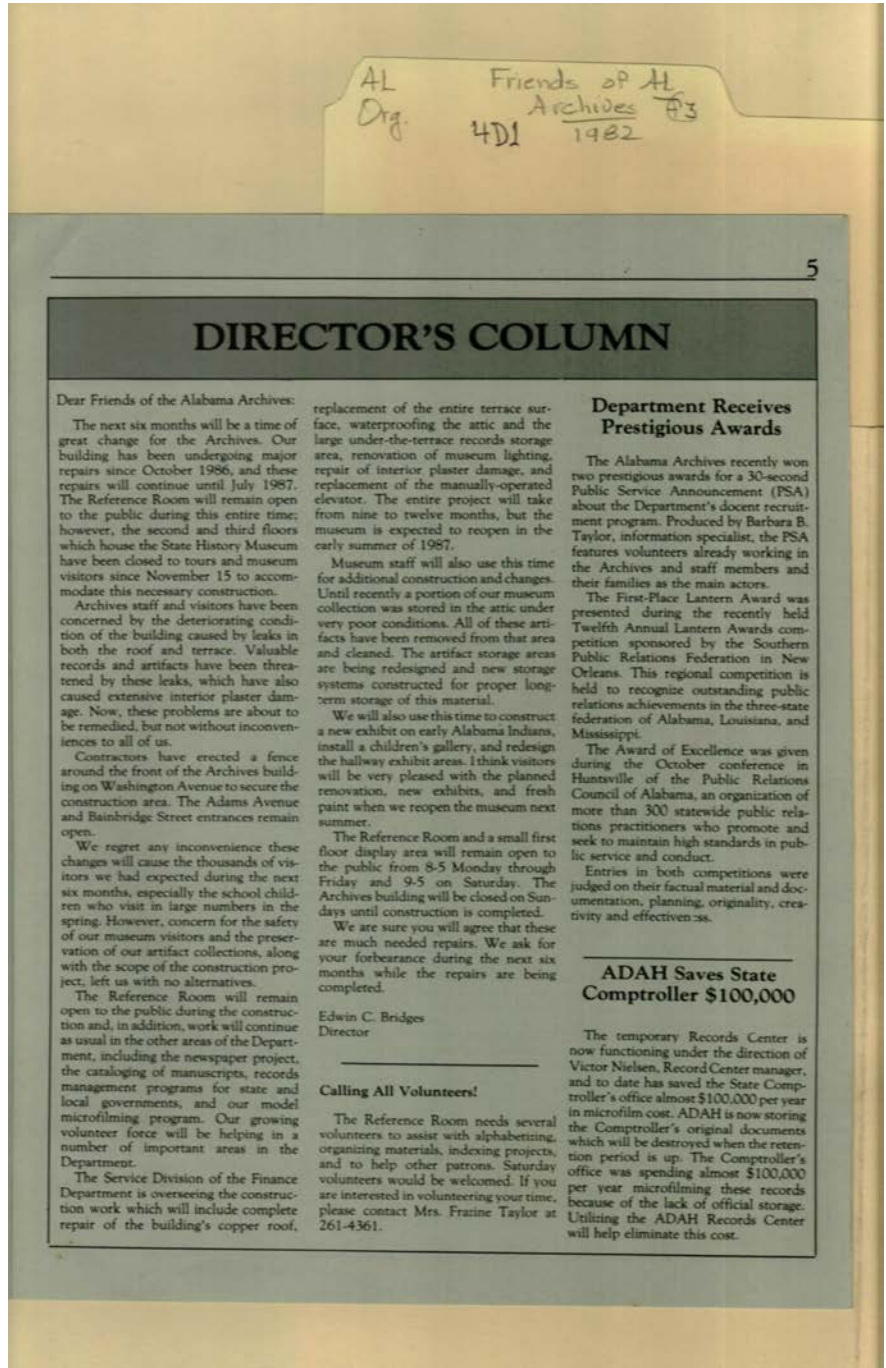 AL
Org.
Friends of AL
Archives #3
4D1
1982
5
DIRECTOR'S COLUMN
Dear Friends of the Alabama Archives:
The next six months will be a time of
great change for the Archives. Our
building has been undergoing major
repairs since October 1986, and these
repairs will continue until July 1987.
The Reference Room will remain open
to the public during this entire time;
however, the second and third floors
which house the State History Museum
have been closed to tours and museum
visitors since November 15 to accom-
modate this necessary construction.
Archives staff and visitors have been
concerned by the deteriorating condi-
tion of the building caused by leaks in
both the roof and terrace. Valuable
records and artifacts have been threa-
tened by these leaks, which have also
caused extensive interior plaster dam-
age. Now, these problems are about to
be remedied, but not without inconven-
iences to all of us.
Contractors have erected a fence
around the front of the Archives build-
ing on Washington Avenue to secure the
construction area. The Adams Avenue
and Bainbridge Street entrances remain
open.
We regret any inconvenience these
changes will cause the thousands of vis-
itors we had expected during the next
six months, especially the school child-
ren who visit in large numbers in the
spring. However, concern for the safety
of our museum visitors and the preser-
vation of our artifact collections, along
with the scope of the construction pro-
ject, left us with no alternatives.
The Reference Room will remain
open to the public during the construc-
tion and, in addition, work will continue
as usual in the other areas of the Depart-
ment, including the newspaper project,
the cataloging of manuscripts, records
management programs for state and
local governments, and our model
microfilming program. Our growing
volunteer force will be helping in a
number of important areas in the
Department.
The Service Division of the Finance
Department is overseeing the construc-
tion work which will include complete
repair of the building's copper roof,
replacement of the entire terrace sur-
face, waterproofing the attic and the
large under-the-terrace records storage
area, renovation of museum lighting,
repair of interior plaster damage, and
replacement of the manually-operated
elevator. The entire project will take
from nine to twelve months, but the
museum is expected to reopen in the
early summer of 1987.
Museum staff will also use this time
for additional construction and changes.
Until recently a portion of our museum
collection was stored in the attic under
very poor conditions. All of these arti-
facts have been removed from that area
and cleaned. The artifact storage areas
are being redesigned and new storage
systems constructed for proper long-
term storage of this material.
We will also use this time to construct
a new exhibit on early Alabama Indians,
install a children's gallery, and redesign
the hallway exhibit areas. I think visitors
will be very pleased with the planned
renovation, new exhibits, and fresh
paint when we reopen the museum next
summer.
The Reference Room and a small first
floor display area will remain open to
the public from 8-5 Monday through
Friday and 9-5 on Saturday. The
Archives building will be closed on Sun-
days until construction is completed.
We are sure you will agree that these
are much needed repairs. We ask for
your forbearance during the next six
months while the repairs are being
completed.
Edwin C. Bridges
Director
Calling All Volunteers!
The Reference Room needs several
volunteers to assist with alphabetizing,
organizing materials, indexing projects,
and to help other patrons. Saturday
volunteers would be welcomed. If you
are interested in volunteering your time,
please contact Mrs. Frazine Taylor at
261-4361.
Department Receives
Prestigious Awards
The Alabama Archives recently won
two prestigious awards for a 30-second
Public Service Announcement (PSA)
about the Department's docent recruit-
ment program. Produced by Barbara B.
Taylor, information specialist, the PSA
features volunteers already working in
the Archives and staff members and
their families as the main actors.
The First-Place Lantern Award was
presented during the recently held
Twelfth Annual Lantern Awards com-
petition sponsored by the Southern
Public Relations Federation in New
Orleans. This regional competition is
held to recognize outstanding public
relations achievements in the three-state
federation of Alabama, Louisiana, and
Mississippi.
The Award of Excellence was given
during the October conference in
Huntsville of the Public Relations
Council of Alabama, an organization of
more than 300 statewide public rela-
tions practitioners who promote and
seek to maintain high standards in pub-
lic service and conduct.
Entries in both competitions were
judged on their factual material and doc-
umentation, planning, originality, crea-
tivity and effectiveness.
ADAH Saves State
Comptroller $100,000
The temporary Records Center is
now functioning under the direction of
Victor Nielsen, Record Center manager,
and to date has saved the State Comp-
troller's office almost $100,000 per year
in microfilm cost. ADAH is now storing
the Comptroller's original documents
which will be destroyed when the reten-
tion period is up. The Comptroller's
office was spending almost $100,000
per year microfilming these records
because of the lack of official storage.
Utilizing the ADAH Records Center
will help eliminate this cost.